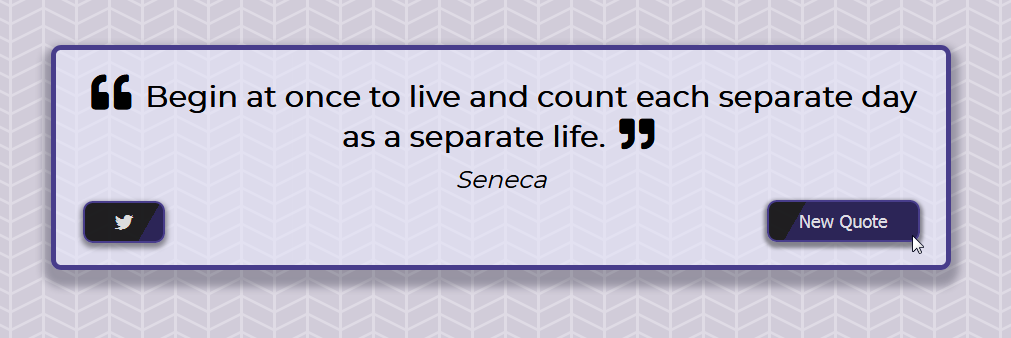 “ Begin at once to live and count each separate day
as a separate life. ”
Seneca
New Quote